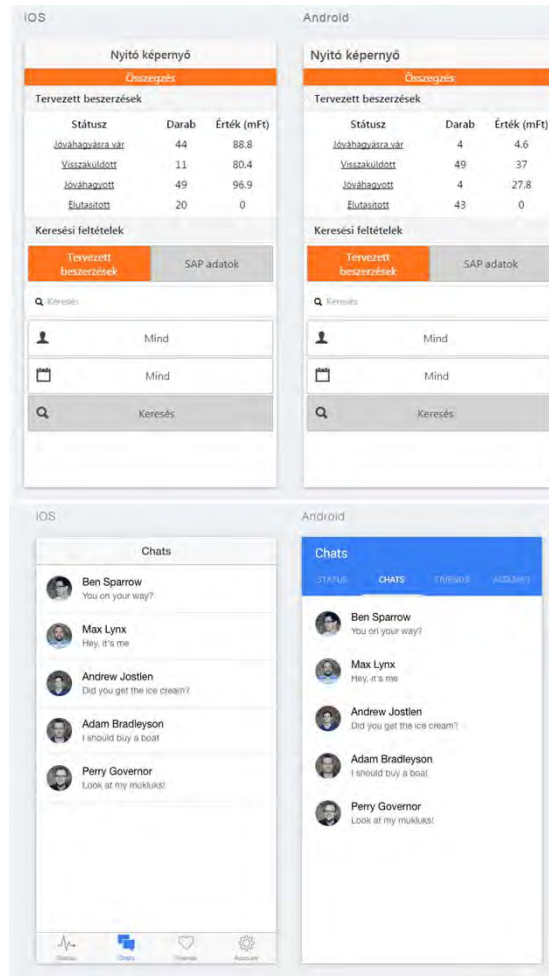 iOS
Nyitó képernyő
Összegzés
Tervezett beszerzések
Státusz Darab Érték (mFt)
Jóváhagyásra vár 44 88.8
Visszaküldött 11 80.4
Jóváhagyott 49 96.9
Elutasított 20 0
Keresési feltételek
Tervezett beszerzések SAP adatok
Keresés
Mind
Mind
Keresés
Android
Nyitó képernyő
Összegzés
Tervezett beszerzések
Státusz Darab Érték (mFt)
Jóváhagyásra vár 4 4.6
Visszaküldött 49 37
Jóváhagyott 4 27.8
Elutasított 43 0
Keresési feltételek
Tervezett beszerzések SAP adatok
Keresés
Mind
Mind
Keresés
iOS
Chats
Ben Sparrow
You on your way?
Max Lynx
Hey, it's me
Andrew Jostlen
Did you get the ice cream?
Adam Bradleyson
I should buy a boat
Perry Governor
Look at my mukluks!
Status Chats Friends Account
Android
Chats
STATUS CHATS FRIENDS ACCOUNT
Ben Sparrow
You on your way?
Max Lynx
Hey, it's me
Andrew Jostlen
Did you get the ice cream?
Adam Bradleyson
I should buy a boat
Perry Governor
Look at my mukluks!